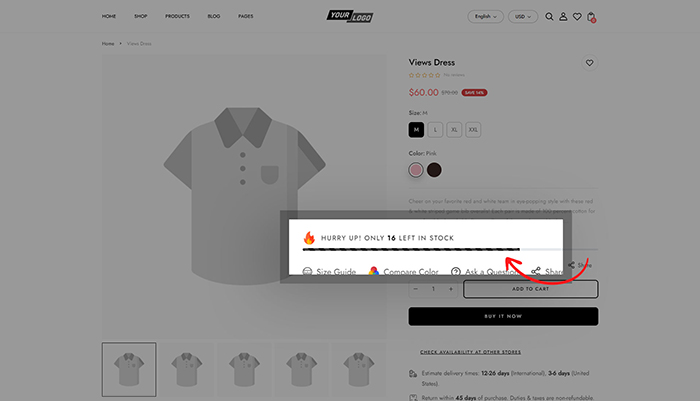 HOME SHOP PRODUCTS BLOG PAGES
YOUR LOGO
English USD
Home Views Dress
Views Dress
No reviews
$60.00 $70.00 SAVE 14%
Size: M
M L XL XXL
Color: Pink
Cheer on your favorite red and white team in eye-popping style with these red
& white striped game bib overalls! Each pair is made of 100 percent cotton for
HURRY UP! ONLY 16 LEFT IN STOCK
Size Guide Compare Color Ask a Question Share
Share
− 1 + ADD TO CART
BUY IT NOW
CHECK AVAILABILITY AT OTHER STORES
Estimate delivery times: 12-26 days (International), 3-6 days (United
States).
Return within 45 days of purchase. Duties & taxes are non-refundable.